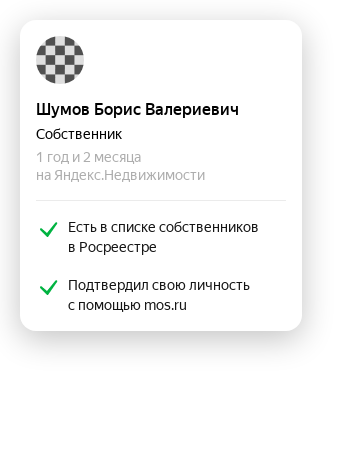 Шумов Борис Валериевич
Собственник
1 год и 2 месяца
на Яндекс.Недвижимости
Есть в списке собственников
в Росреестре
Подтвердил свою личность
с помощью mos.ru